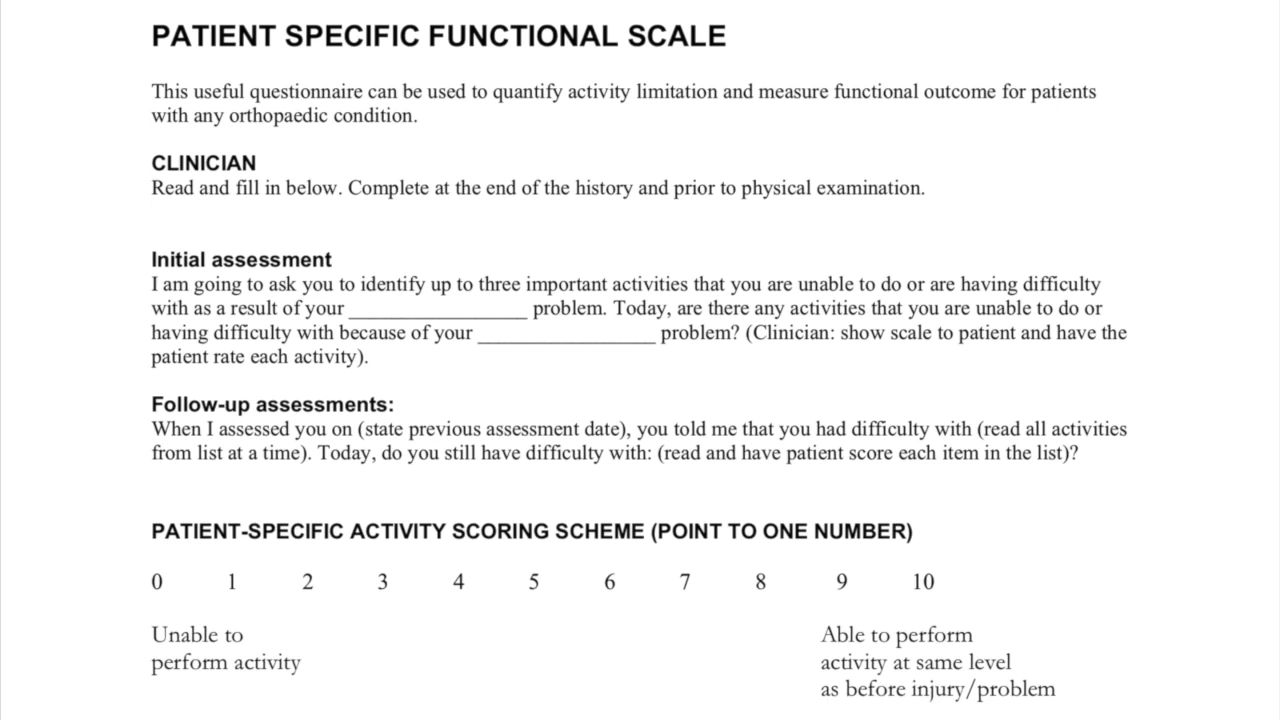 PATIENT SPECIFIC FUNCTIONAL SCALE
This useful questionnaire can be used to quantify activity limitation and measure functional outcome for patients
with any orthopaedic condition.
CLINICIAN
Read and fill in below. Complete at the end of the history and prior to physical examination.
Initial assessment
I am going to ask you to identify up to three important activities that you are unable to do or are having difficulty
with as a result of your _________________ problem. Today, are there any activities that you are unable to do or
having difficulty with because of your _________________ problem? (Clinician: show scale to patient and have the
patient rate each activity).
Follow-up assessments:
When I assessed you on (state previous assessment date), you told me that you had difficulty with (read all activities
from list at a time). Today, do you still have difficulty with: (read and have patient score each item in the list)?
PATIENT-SPECIFIC ACTIVITY SCORING SCHEME (POINT TO ONE NUMBER)
0 1 2 3 4 5 6 7 8 9 10
Unable to
perform activity
Able to perform
activity at same level
as before injury/problem